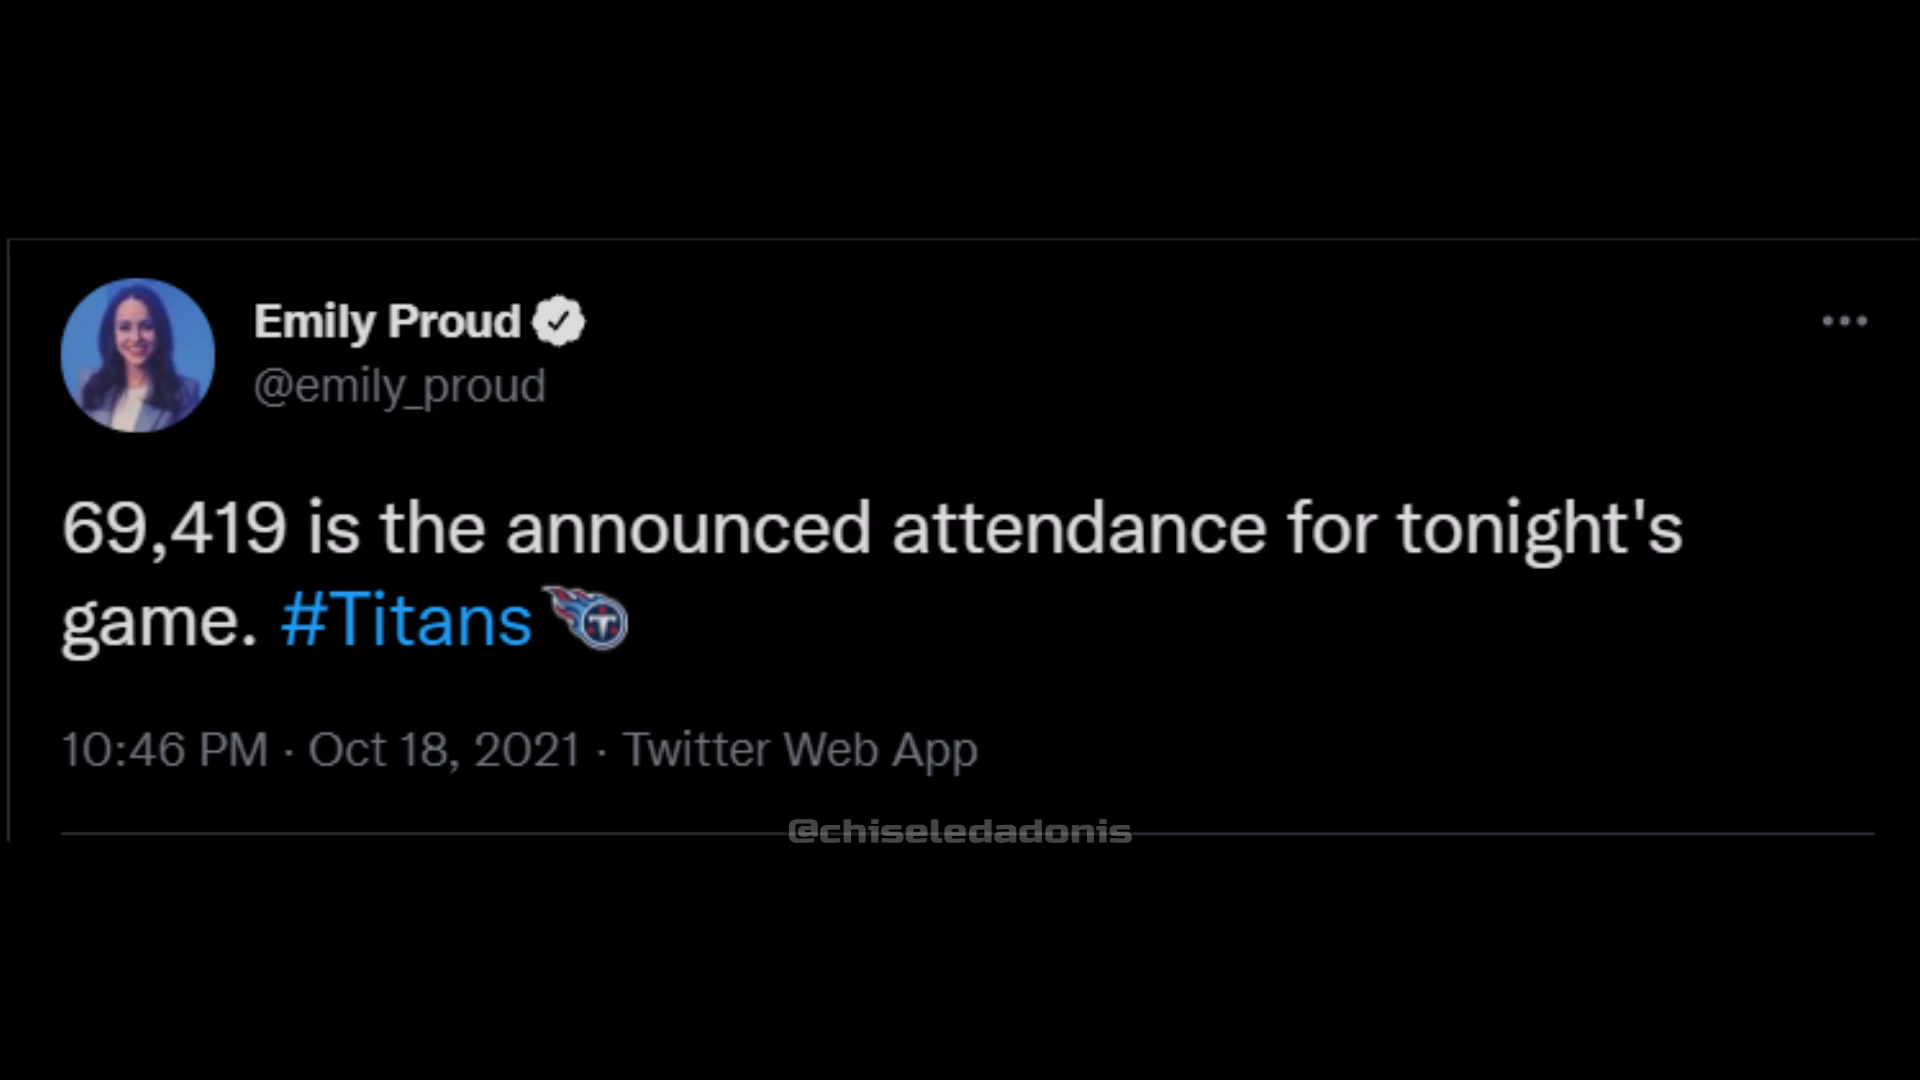 Emily Proud
@emily_proud
69,419 is the announced attendance for tonight's
game. #Titans
10:46 PM · Oct 18, 2021 · Twitter Web App
@chiseledadonis